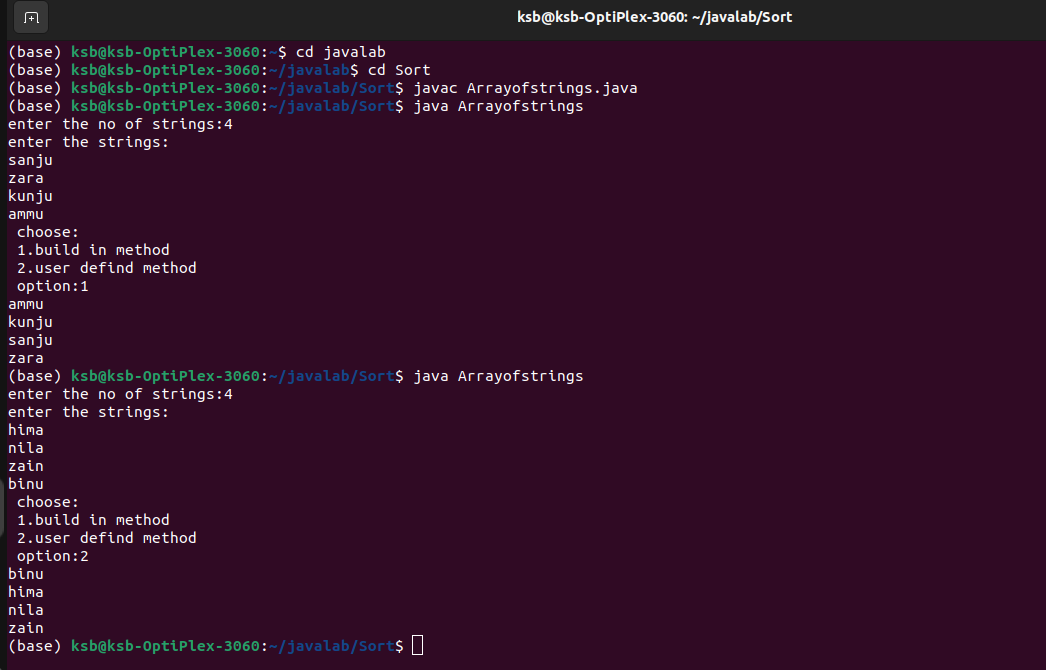 ksb@ksb-OptiPlex-3060: ~/javalab/Sort
(base) ksb@ksb-OptiPlex-3060:~$ cd javalab
(base) ksb@ksb-OptiPlex-3060:~/javalab$ cd Sort
(base) ksb@ksb-OptiPlex-3060:~/javalab/Sort$ javac Arrayofstrings.java
(base) ksb@ksb-OptiPlex-3060:~/javalab/Sort$ java Arrayofstrings
enter the no of strings:4
enter the strings:
sanju
zara
kunju
ammu
 choose:
 1.build in method
 2.user defind method
 option:1
ammu
kunju
sanju
zara
(base) ksb@ksb-OptiPlex-3060:~/javalab/Sort$ java Arrayofstrings
enter the no of strings:4
enter the strings:
hima
nila
zain
binu
 choose:
 1.build in method
 2.user defind method
 option:2
binu
hima
nila
zain
(base) ksb@ksb-OptiPlex-3060:~/javalab/Sort$